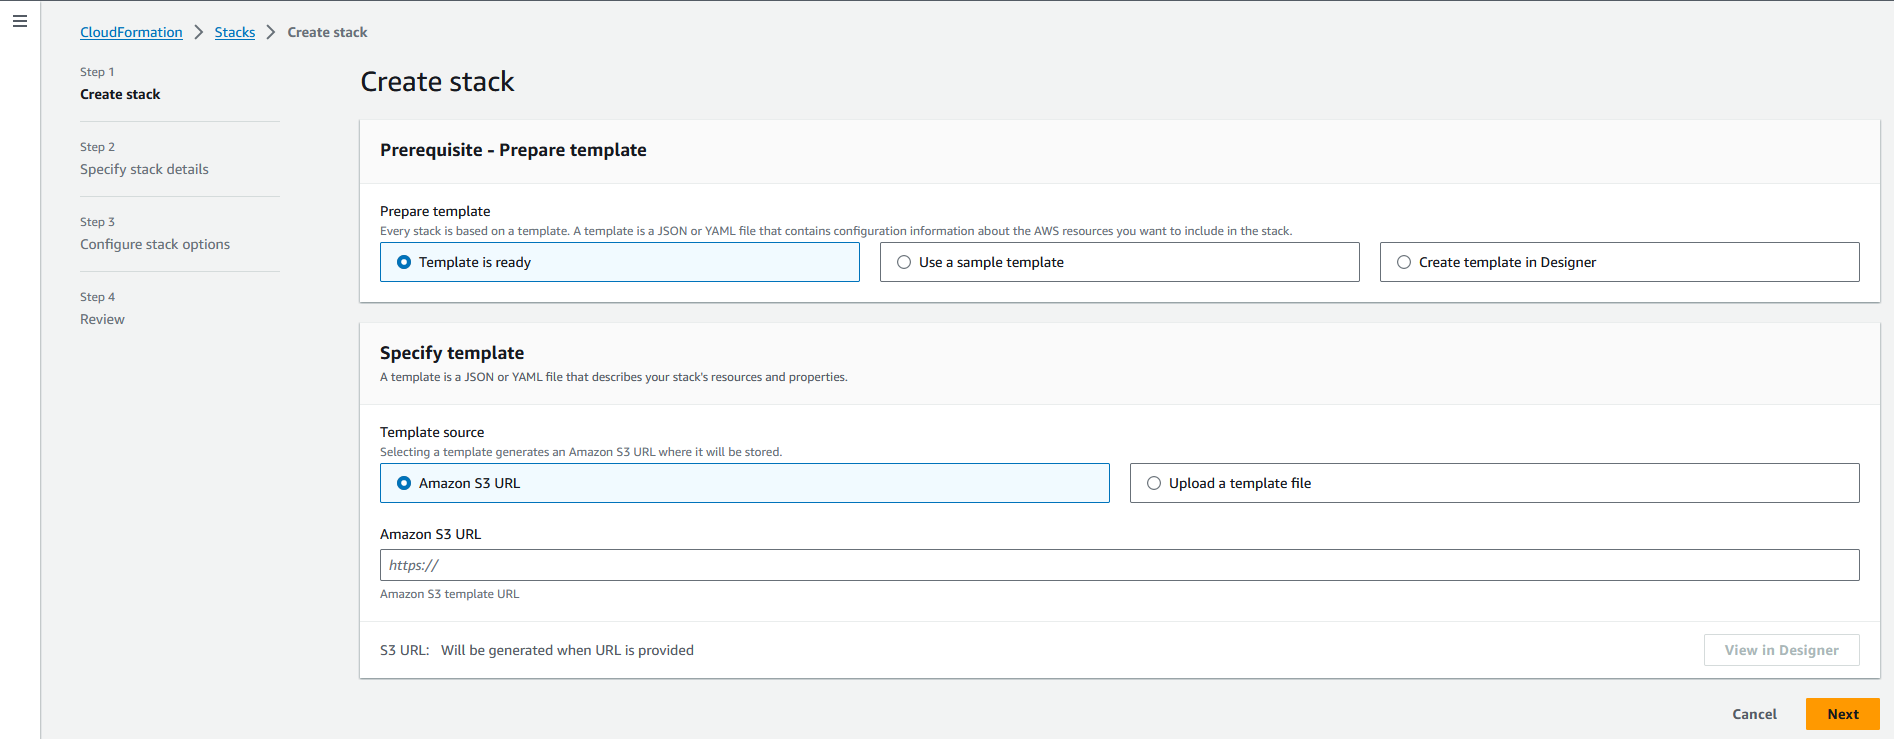 CloudFormation > Stacks > Create stack
Step 1
Create stack
Step 2
Specify stack details
Step 3
Configure stack options
Step 4
Review
Create stack
Prerequisite - Prepare template
Prepare template
Every stack is based on a template. A template is a JSON or YAML file that contains configuration information about the AWS resources you want to include in the stack.
Template is ready
Use a sample template
Create template in Designer
Specify template
A template is a JSON or YAML file that describes your stack's resources and properties.
Template source
Selecting a template generates an Amazon S3 URL where it will be stored.
Amazon S3 URL
Upload a template file
Amazon S3 URL
https://
Amazon S3 template URL
S3 URL: Will be generated when URL is provided
View in Designer
Cancel
Next